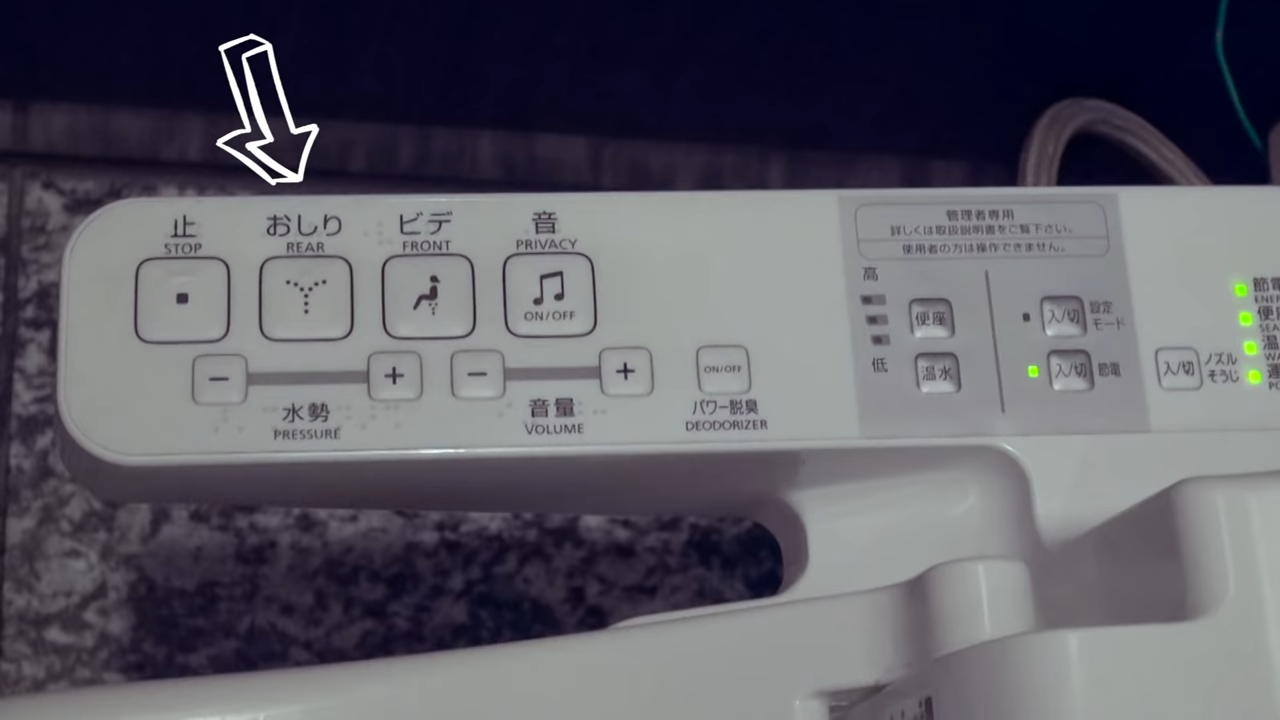 止
STOP
おしり
REAR
ビデ
FRONT
音
PRIVACY
ON/OFF
− +
水勢
PRESSURE
− +
音量
VOLUME
ON/OFF
パワー脱臭
DEODORIZER
管理者専用
詳しくは取扱説明書をご覧下さい。
使用者の方は操作できません。
高
低
便座
温水
入/切
設定
モード
入/切
節電
入/切
ノズル
そうじ